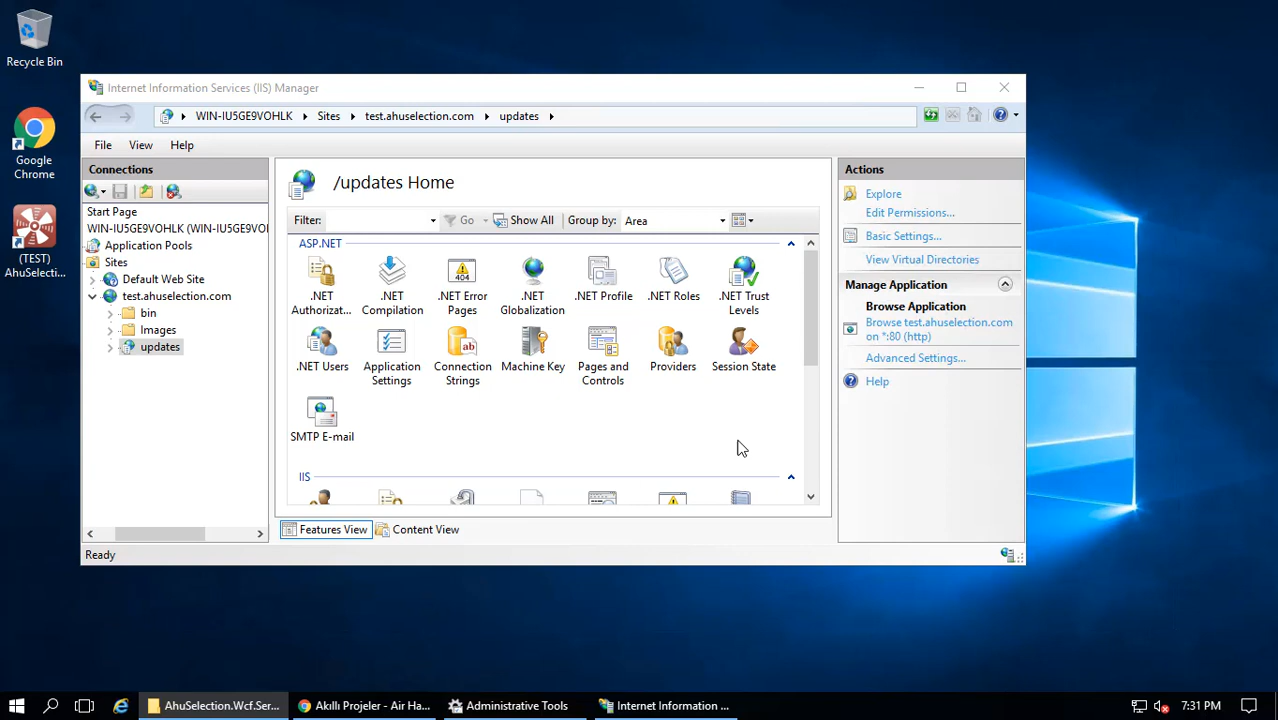 Recycle Bin
Google
Chrome
(TEST)
AhuSelecti...
Internet Information Services (IIS) Manager
WIN-IU5GE9VOHLK Sites test.ahuselection.com updates
File View Help
Connections
Start Page
WIN-IU5GE9VOHLK (WIN-IU5GE9VOHL
Application Pools
Sites
Default Web Site
test.ahuselection.com
bin
Images
updates
/updates Home
Filter: Go Show All Group by: Area
ASP.NET
.NET
Authorizat...
.NET
Compilation
.NET Error
Pages
.NET
Globalization
.NET Profile
.NET Roles
.NET Trust
Levels
.NET Users
Application
Settings
Connection
Strings
Machine Key
Pages and
Controls
Providers
Session State
SMTP E-mail
IIS
Features View Content View
Actions
Explore
Edit Permissions...
Basic Settings...
View Virtual Directories
Manage Application
Browse Application
Browse test.ahuselection.com
on *:80 (http)
Advanced Settings...
Help
Ready
AhuSelection.Wcf.Ser... Akıllı Projeler - Air Ha... Administrative Tools Internet Information ... 7:31 PM